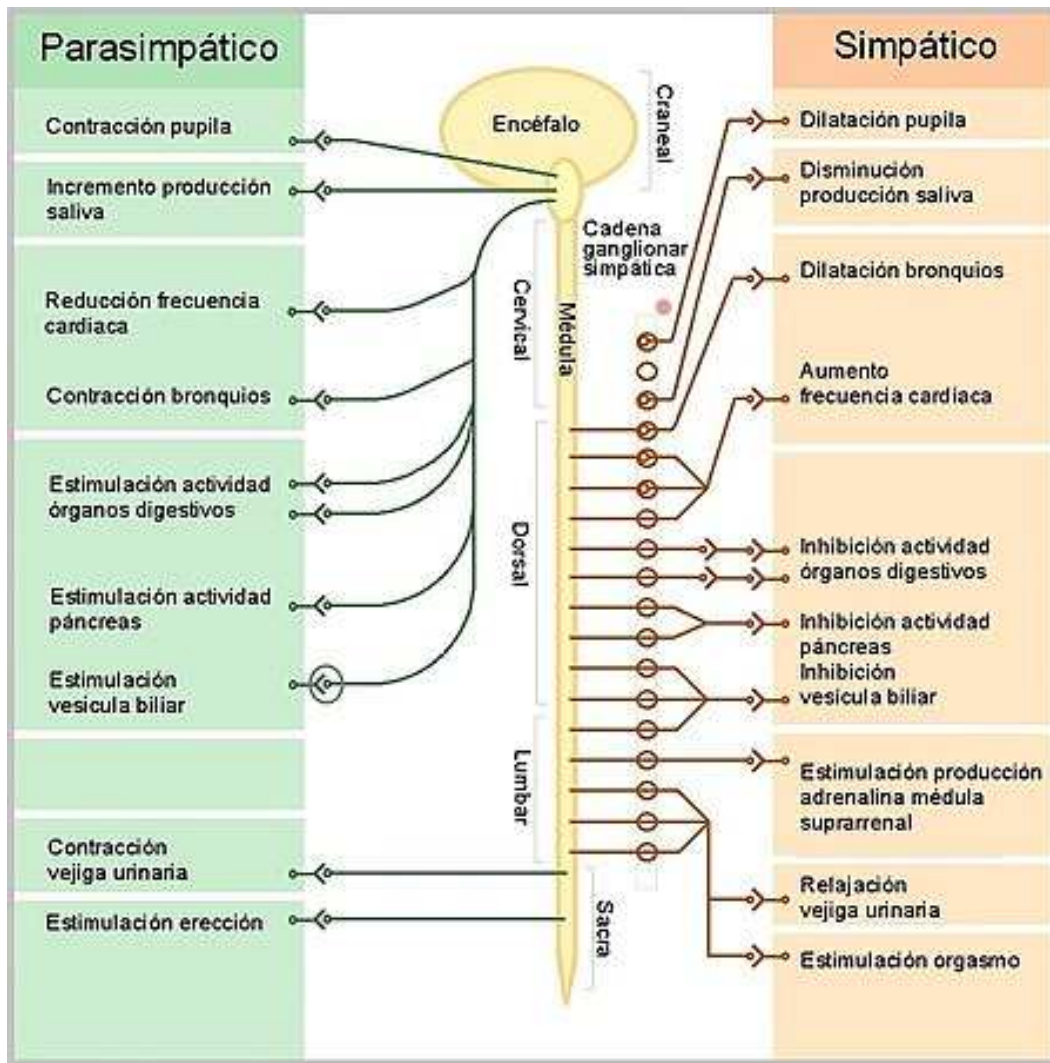 Parasimpático
Contracción pupila
Incremento producción
saliva
Reducción frecuencia
cardiaca
Contracción bronquios
Estimulación actividad
órganos digestivos
Estimulación actividad
páncreas
Estimulación
vesícula biliar
Contracción
vejiga urinaria
Estimulación erección
Encéfalo
Craneal
Cadena
ganglionar
simpática
Cervical
Médula
Dorsal
Lumbar
Sacra
Simpático
Dilatación pupila
Disminución
producción saliva
Dilatación bronquios
Aumento
frecuencia cardíaca
Inhibición actividad
órganos digestivos
Inhibición actividad
páncreas
Inhibición
vesícula biliar
Estimulación producción
adrenalina médula
suprarrenal
Relajación
vejiga urinaria
Estimulación orgasmo